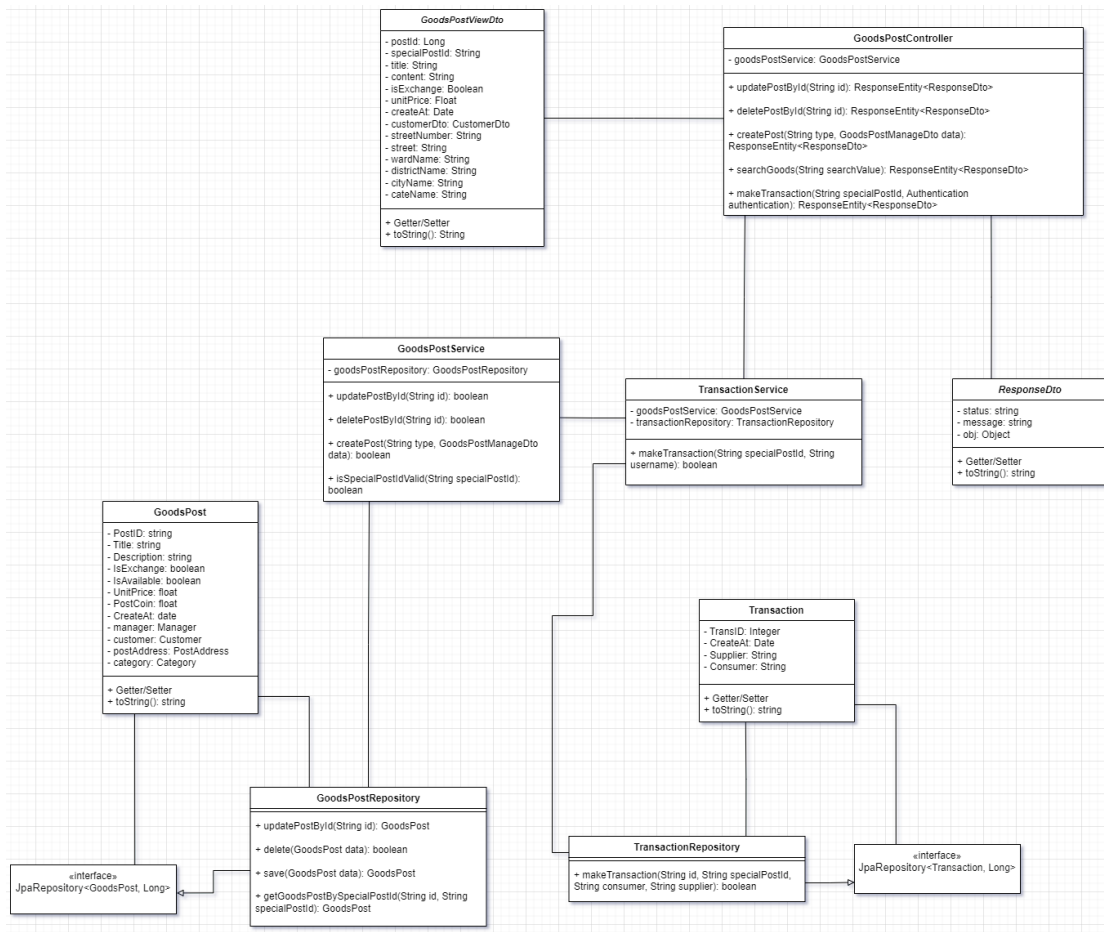 GoodsPostViewDto
- postId: Long
- specialPostId: String
- title: String
- content: String
- isExchange: Boolean
- unitPrice: Float
- createAt: Date
- customerDto: CustomerDto
- streetNumber: String
- street: String
- wardName: String
- districtName: String
- cityName: String
- cateName: String
+ Getter/Setter
+ toString(): String
GoodsPostController
- goodsPostService: GoodsPostService
+ updatePostById(String id): ResponseEntity<ResponseDto>
+ deletePostById(String id): ResponseEntity<ResponseDto>
+ createPost(String type, GoodsPostManageDto data):
ResponseEntity<ResponseDto>
+ searchGoods(String searchValue): ResponseEntity<ResponseDto>
+ makeTransaction(String specialPostId, Authentication
authentication): ResponseEntity<ResponseDto>
GoodsPostService
- goodsPostRepository: GoodsPostRepository
+ updatePostById(String id): boolean
+ deletePostById(String id): boolean
+ createPost(String type, GoodsPostManageDto
data): boolean
+ isSpecialPostIdValid(String specialPostId):
boolean
TransactionService
- goodsPostService: GoodsPostService
- transactionRepository: TransactionRepository
+ makeTransaction(String specialPostId, String
username): boolean
ResponseDto
- status: string
- message: string
- obj: Object
+ Getter/Setter
+ toString(): string
GoodsPost
- PostID: string
- Title: string
- Description: string
- IsExchange: boolean
- IsAvailable: boolean
- UnitPrice: float
- PostCoin: float
- CreateAt: date
- manager: Manager
- customer: Customer
- postAddress: PostAddress
- category: Category
+ Getter/Setter
+ toString(): string
Transaction
- TransID: Integer
- CreateAt: Date
- Supplier: String
- Consumer: String
+ Getter/Setter
+ toString(): string
GoodsPostRepository
+ updatePostById(String id): GoodsPost
+ delete(GoodsPost data): boolean
+ save(GoodsPost data): GoodsPost
+ getGoodsPostBySpecialPostId(String id, String
specialPostId): GoodsPost
«interface»
JpaRepository<GoodsPost, Long>
TransactionRepository
+ makeTransaction(String id, String specialPostId,
String consumer, String supplier): boolean
«interface»
JpaRepository<Transaction, Long>